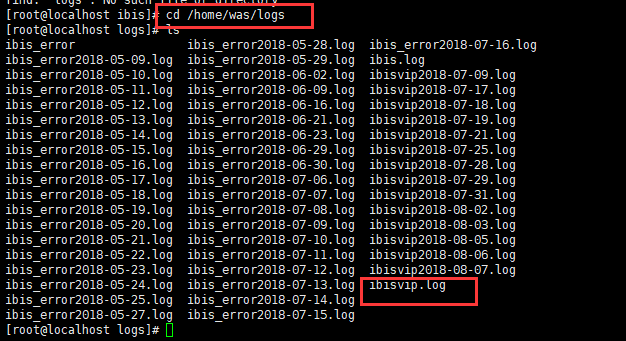 find: "logs": No such file or directory
[root@localhost ibis]# cd /home/was/logs
[root@localhost logs]# ls
ibis_error ibis_error2018-05-28.log ibis_error2018-07-16.log
ibis_error2018-05-09.log ibis_error2018-05-29.log ibis.log
ibis_error2018-05-10.log ibis_error2018-06-02.log ibisvip2018-07-09.log
ibis_error2018-05-11.log ibis_error2018-06-09.log ibisvip2018-07-17.log
ibis_error2018-05-12.log ibis_error2018-06-16.log ibisvip2018-07-18.log
ibis_error2018-05-13.log ibis_error2018-06-21.log ibisvip2018-07-19.log
ibis_error2018-05-14.log ibis_error2018-06-23.log ibisvip2018-07-21.log
ibis_error2018-05-15.log ibis_error2018-06-29.log ibisvip2018-07-25.log
ibis_error2018-05-16.log ibis_error2018-06-30.log ibisvip2018-07-28.log
ibis_error2018-05-17.log ibis_error2018-07-06.log ibisvip2018-07-29.log
ibis_error2018-05-18.log ibis_error2018-07-07.log ibisvip2018-07-31.log
ibis_error2018-05-19.log ibis_error2018-07-08.log ibisvip2018-08-02.log
ibis_error2018-05-20.log ibis_error2018-07-09.log ibisvip2018-08-03.log
ibis_error2018-05-21.log ibis_error2018-07-10.log ibisvip2018-08-05.log
ibis_error2018-05-22.log ibis_error2018-07-11.log ibisvip2018-08-06.log
ibis_error2018-05-23.log ibis_error2018-07-12.log ibisvip2018-08-07.log
ibis_error2018-05-24.log ibis_error2018-07-13.log ibisvip.log
ibis_error2018-05-25.log ibis_error2018-07-14.log
ibis_error2018-05-27.log ibis_error2018-07-15.log
[root@localhost logs]#